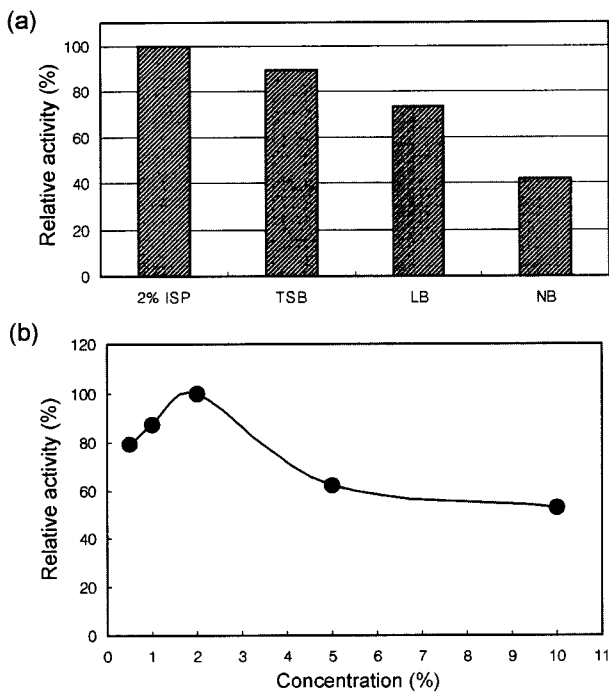 (a)
Relative activity (%)
100
80
60
40
20
0
2% ISP TSB LB NB
(b)
Relative activity (%)
120
100
80
60
40
20
0
0 1 2 3 4 5 6 7 8 9 10 11
Concentration (%)